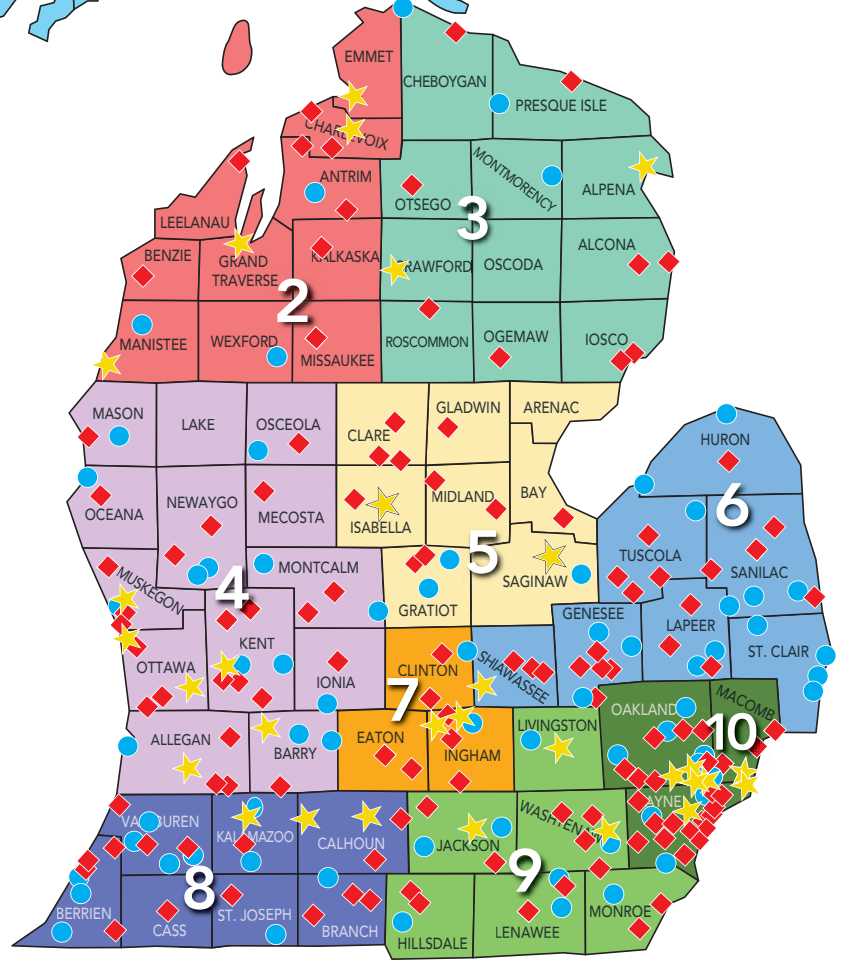 EMMET
CHEBOYGAN
PRESQUE ISLE
CHARLEVOIX
ANTRIM
OTSEGO
MONTMORENCY
ALPENA
3
LEELANAU
BENZIE
GRAND
TRAVERSE
KALKASKA
CRAWFORD
OSCODA
ALCONA
2
MANISTEE
WEXFORD
MISSAUKEE
ROSCOMMON
OGEMAW
IOSCO
MASON
LAKE
OSCEOLA
CLARE
GLADWIN
ARENAC
HURON
OCEANA
NEWAYGO
MECOSTA
ISABELLA
MIDLAND
BAY
6
5
TUSCOLA
SANILAC
MUSKEGON
4
MONTCALM
GRATIOT
SAGINAW
GENESEE
LAPEER
ST. CLAIR
OTTAWA
KENT
IONIA
CLINTON
SHIAWASSEE
7
OAKLAND
MACOMB
10
ALLEGAN
BARRY
EATON
INGHAM
LIVINGSTON
VAN BUREN
KALAMAZOO
CALHOUN
JACKSON
WASHTENAW
WAYNE
8
9
BERRIEN
CASS
ST. JOSEPH
BRANCH
HILLSDALE
LENAWEE
MONROE